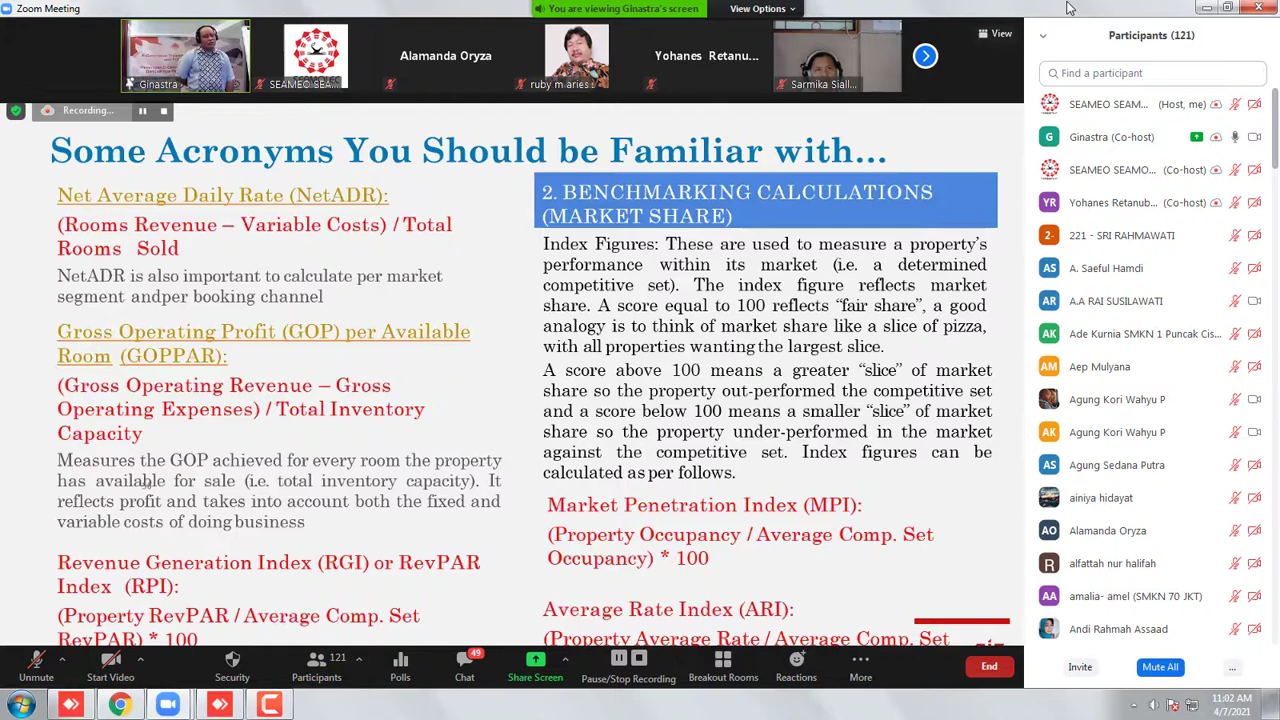 Zoom Meeting
You are viewing Ginastra's screen
View Options
Ginastra
SEAMEO SEA...
Alamanda Oryza
ruby m aries s
Yohanes Retanu...
Sarmika Siall...
View
Recording...
Some Acronyms You Should be Familiar with...
Net Average Daily Rate (NetADR):
(Rooms Revenue – Variable Costs) / Total
Rooms Sold
NetADR is also important to calculate per market
segment andper booking channel
Gross Operating Profit (GOP) per Available
Room (GOPPAR):
(Gross Operating Revenue – Gross
Operating Expenses) / Total Inventory
Capacity
Measures the GOP achieved for every room the property
has available for sale (i.e. total inventory capacity). It
reflects profit and takes into account both the fixed and
variable costs of doing business
Revenue Generation Index (RGI) or RevPAR
Index (RPI):
(Property RevPAR / Average Comp. Set
RevPAR) * 100
2. BENCHMARKING CALCULATIONS
(MARKET SHARE)
Index Figures: These are used to measure a property's
performance within its market (i.e. a determined
competitive set). The index figure reflects market
share. A score equal to 100 reflects "fair share", a good
analogy is to think of market share like a slice of pizza,
with all properties wanting the largest slice.
A score above 100 means a greater "slice" of market
share so the property out-performed the competitive set
and a score below 100 means a smaller "slice" of market
share so the property under-performed in the market
against the competitive set. Index figures can be
calculated as per follows.
Market Penetration Index (MPI):
(Property Occupancy / Average Comp. Set
Occupancy) * 100
Average Rate Index (ARI):
(Property Average Rate / Average Comp. Set
Participants (121)
Find a participant
SEAMEO SEAM... (Host, me)
G Ginastra (Co-host)
SEAMEO SEAMO... (Co-host)
YR Yohanes Retanub... (Co-host)
2- 221 - SRI RAHMAWATI
AS A. Saeful Hamdi
AR A.A RAI SUSILAWATI
AK Ade Kurnia SMKN 1 Puncak Cis...
AM Aep Mulyana
Agung Kori Wahyu P
AK Agung Kori Wahyu P
AS Agung Sedana Putra
ainiya hidayat
AO Alamanda Oryza
alfattah nur halifah
AA amalia- amel (SMKN 70 JKT)
Andi Rahmah Assaad
Invite
Mute All
...
Unmute
Start Video
Security
121
Participants
Polls
49
Chat
Share Screen
Pause/Stop Recording
Breakout Rooms
Reactions
More
End
11:02 AM
4/7/2021